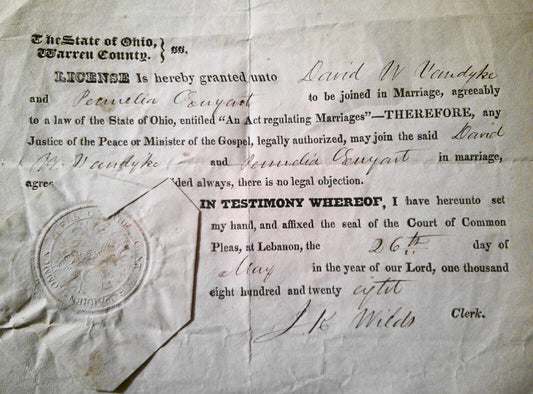 The State of Ohio, } ss.
Warren County.
LICENSE Is hereby granted unto David W Vandyke
and Permelia Conyart to be joined in Marriage, agreeably
to a law of the State of Ohio, entitled "An Act regulating Marriages"—THEREFORE, any
Justice of the Peace or Minister of the Gospel, legally authorized, may join the said David
W. Vandyke and in marriage,
agree ided always, there is no legal objection.
IN TESTIMONY WHEREOF, I have hereunto set
my hand, and affixed the seal of the Court of Common
Pleas, at Lebanon, the 26th day of
May in the year of our Lord, one thousand
eight hundred and twenty eight
J K Wilds Clerk.